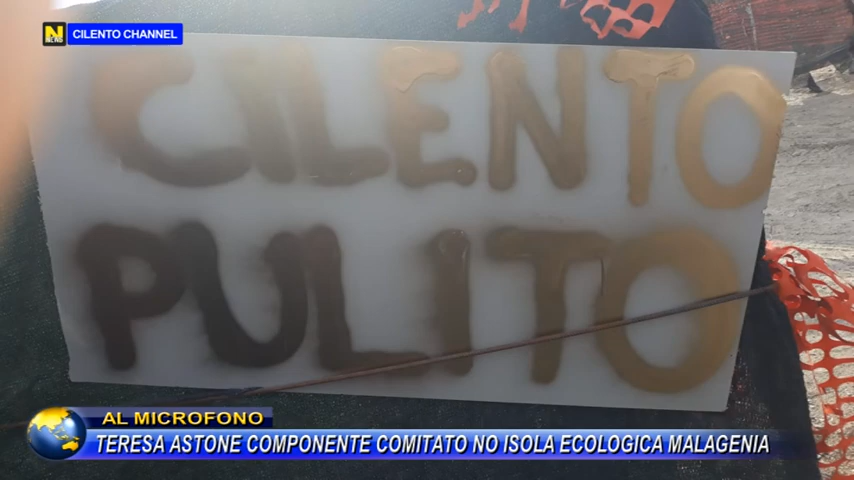 CILENTO CHANNEL
CILENTO
PULITO
AL MICROFONO
TERESA ASTONE COMPONENTE COMITATO NO ISOLA ECOLOGICA MALAGENIA